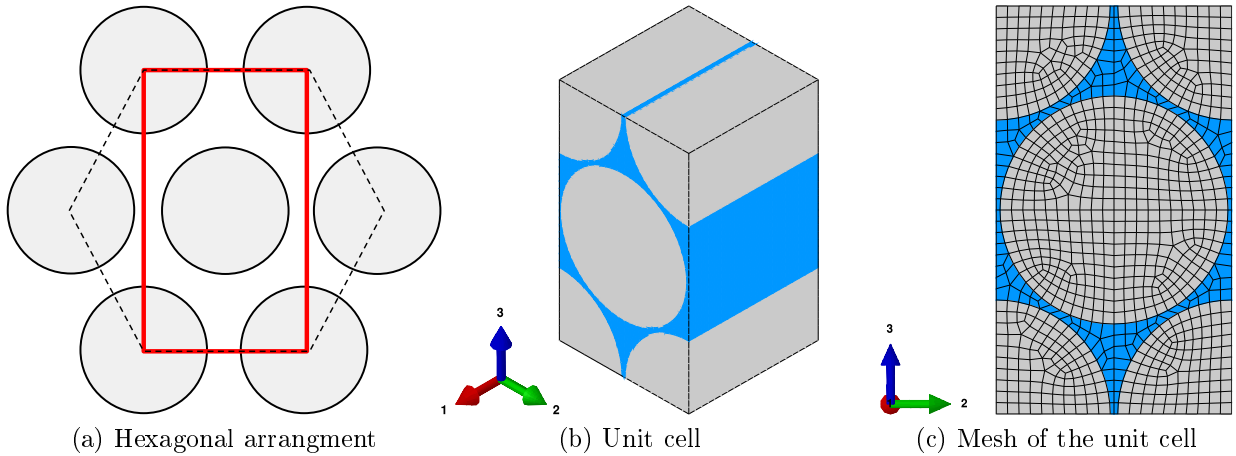 3
1
2
3
2
(a) Hexagonal arrangment
(b) Unit cell
(c) Mesh of the unit cell